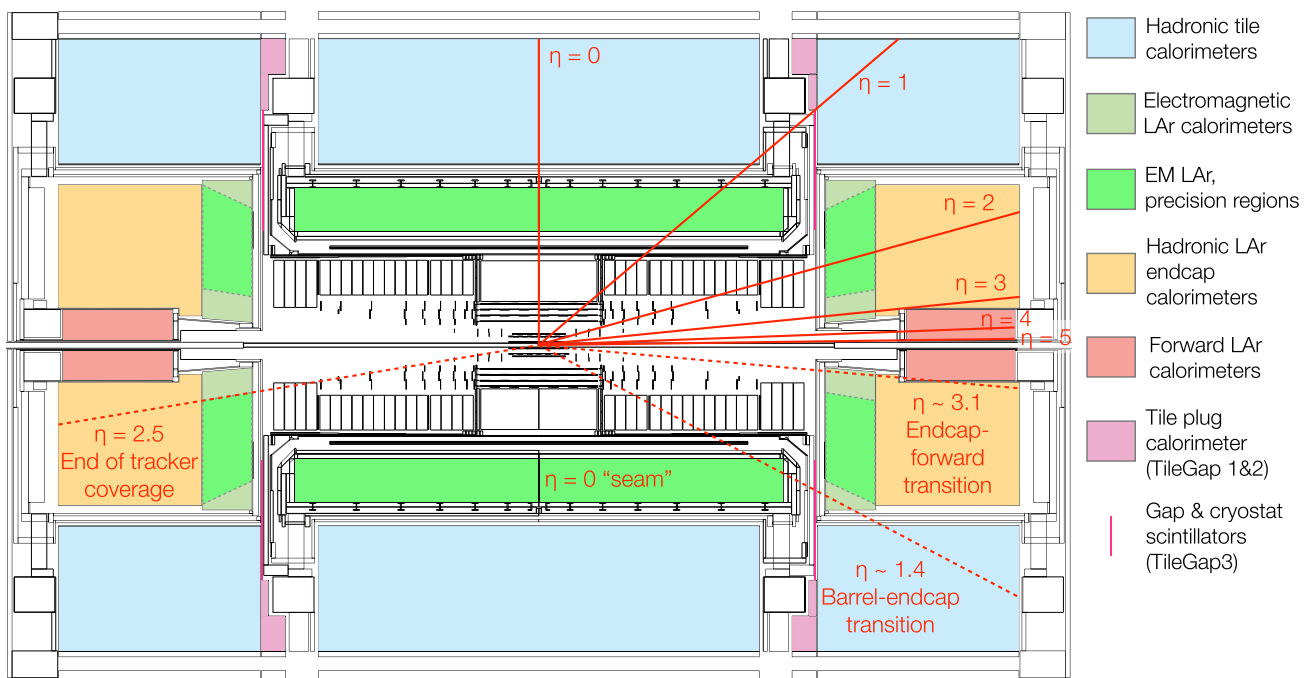 η = 0
η = 1
η = 2
η = 3
η = 4
η = 5
η = 2.5
End of tracker
coverage
η = 0 “seam”
η ~ 3.1
Endcap-
forward
transition
η ~ 1.4
Barrel-endcap
transition
Hadronic tile
calorimeters
Electromagnetic
LAr calorimeters
EM LAr,
precision regions
Hadronic LAr
endcap
calorimeters
Forward LAr
calorimeters
Tile plug
calorimeter
(TileGap 1&2)
Gap & cryostat
scintillators
(TileGap3)